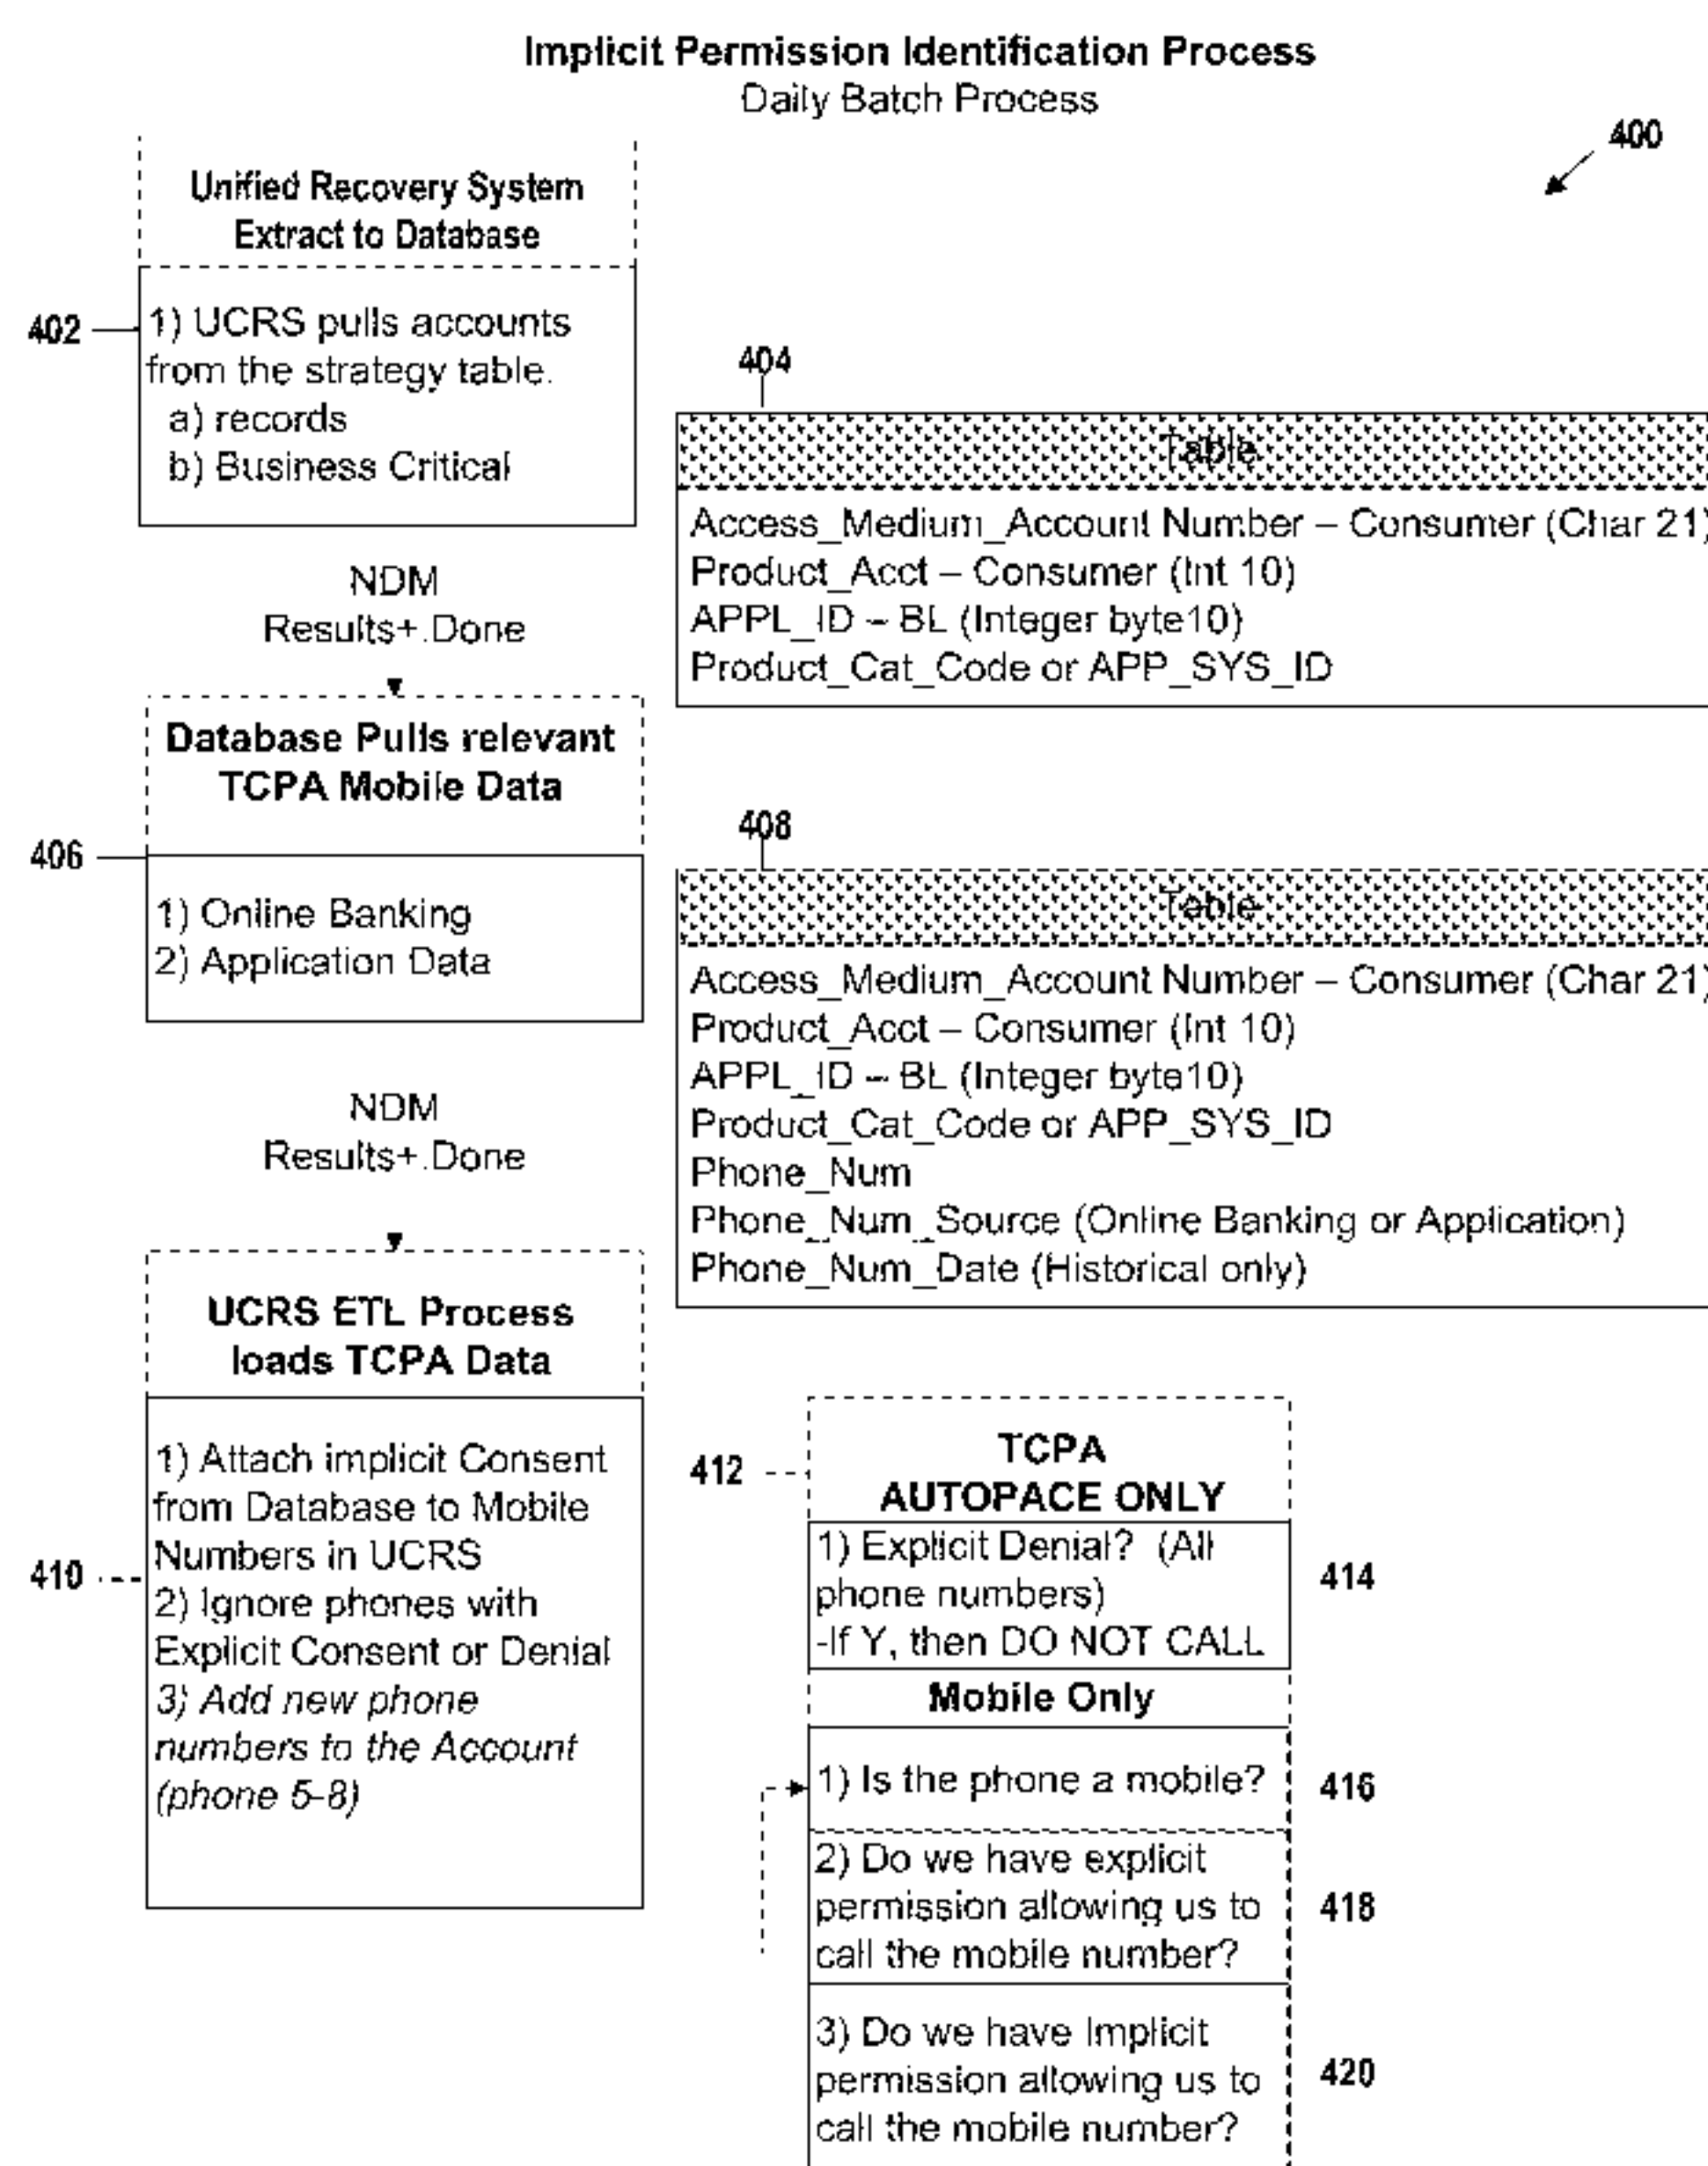 Implicit Permission Identification Process
Daily Batch Process
400
Unified Recovery System
Extract to Database
402
1) UCRS pulls accounts
from the strategy table.
a) records
b) Business Critical
404
Table
Access_Medium_Account Number – Consumer (Char 21)
Product_Acct – Consumer (Int 10)
APPL_ID – BL (Integer byte10)
Product_Cat_Code or APP_SYS_ID
NDM
Results+.Done
Database Pulls relevant
TCPA Mobile Data
406
1) Online Banking
2) Application Data
408
Table
Access_Medium_Account Number – Consumer (Char 21)
Product_Acct – Consumer (Int 10)
APPL_ID – BL (Integer byte10)
Product_Cat_Code or APP_SYS_ID
Phone_Num
Phone_Num_Source (Online Banking or Application)
Phone_Num_Date (Historical only)
NDM
Results+.Done
UCRS ETL Process
loads TCPA Data
410
1) Attach implicit Consent
from Database to Mobile
Numbers in UCRS
2) Ignore phones with
Explicit Consent or Denial
3) Add new phone
numbers to the Account
(phone 5-8)
412
TCPA
AUTOPACE ONLY
1) Explicit Denial? (All
phone numbers)
-If Y, then DO NOT CALL
414
Mobile Only
1) Is the phone a mobile?
416
2) Do we have explicit
permission allowing us to
call the mobile number?
418
3) Do we have Implicit
permission allowing us to
call the mobile number?
420